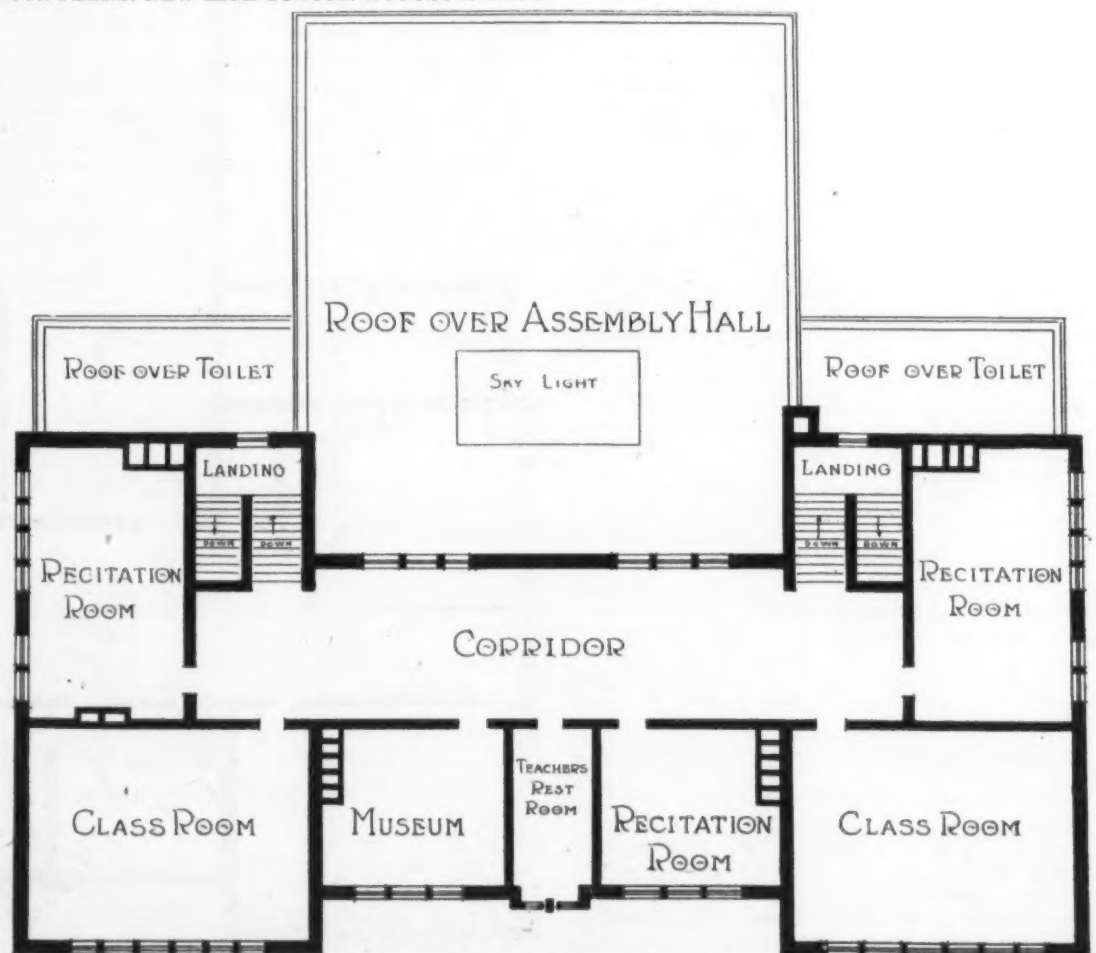 ROOF OVER ASSEMBLY HALL
SKY LIGHT
ROOF OVER TOILET
ROOF OVER TOILET
LANDING
LANDING
DOWN
DOWN
DOWN
DOWN
RECITATION
ROOM
RECITATION
ROOM
CORRIDOR
CLASS ROOM
MUSEUM
TEACHERS
REST
ROOM
RECITATION
ROOM
CLASS ROOM